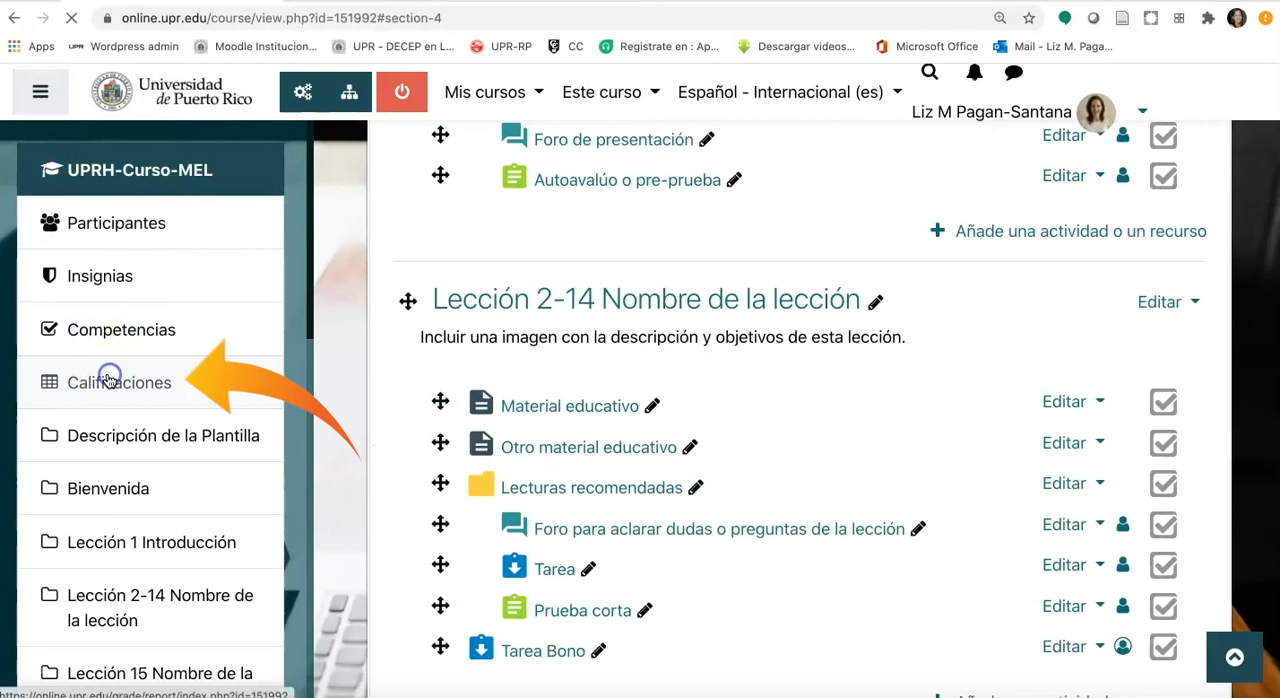 online.upr.edu/course/view.php?id=151992#section-4
Apps
Wordpress admin
Moodle Institucion...
UPR - DECEP en L...
UPR-RP
CC
Registrate en : Ap...
Descargar videos...
Microsoft Office
Mail - Liz M. Paga...
Universidad
de Puerto Rico
Mis cursos
Este curso
Español - Internacional (es)
Liz M Pagan-Santana
UPRH-Curso-MEL
Participantes
Insignias
Competencias
Calificaciones
Descripción de la Plantilla
Bienvenida
Lección 1 Introducción
Lección 2-14 Nombre de
la lección
Lección 15 Nombre de la
https://online.upr.edu/grade/report/index.php?id=151992
Foro de presentación
Editar
Autoavalúo o pre-prueba
Editar
Añade una actividad o un recurso
Lección 2-14 Nombre de la lección
Editar
Incluir una imagen con la descripción y objetivos de esta lección.
Material educativo
Editar
Otro material educativo
Editar
Lecturas recomendadas
Editar
Foro para aclarar dudas o preguntas de la lección
Editar
Tarea
Editar
Prueba corta
Editar
Tarea Bono
Editar